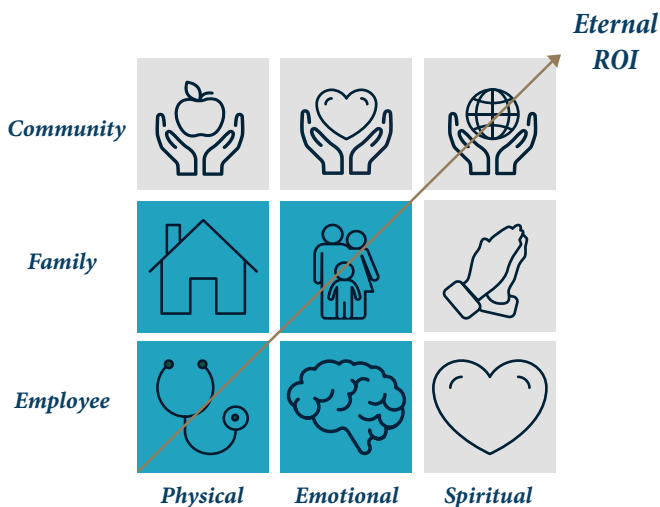 Eternal
ROI
Community
Family
Employee
Physical
Emotional
Spiritual